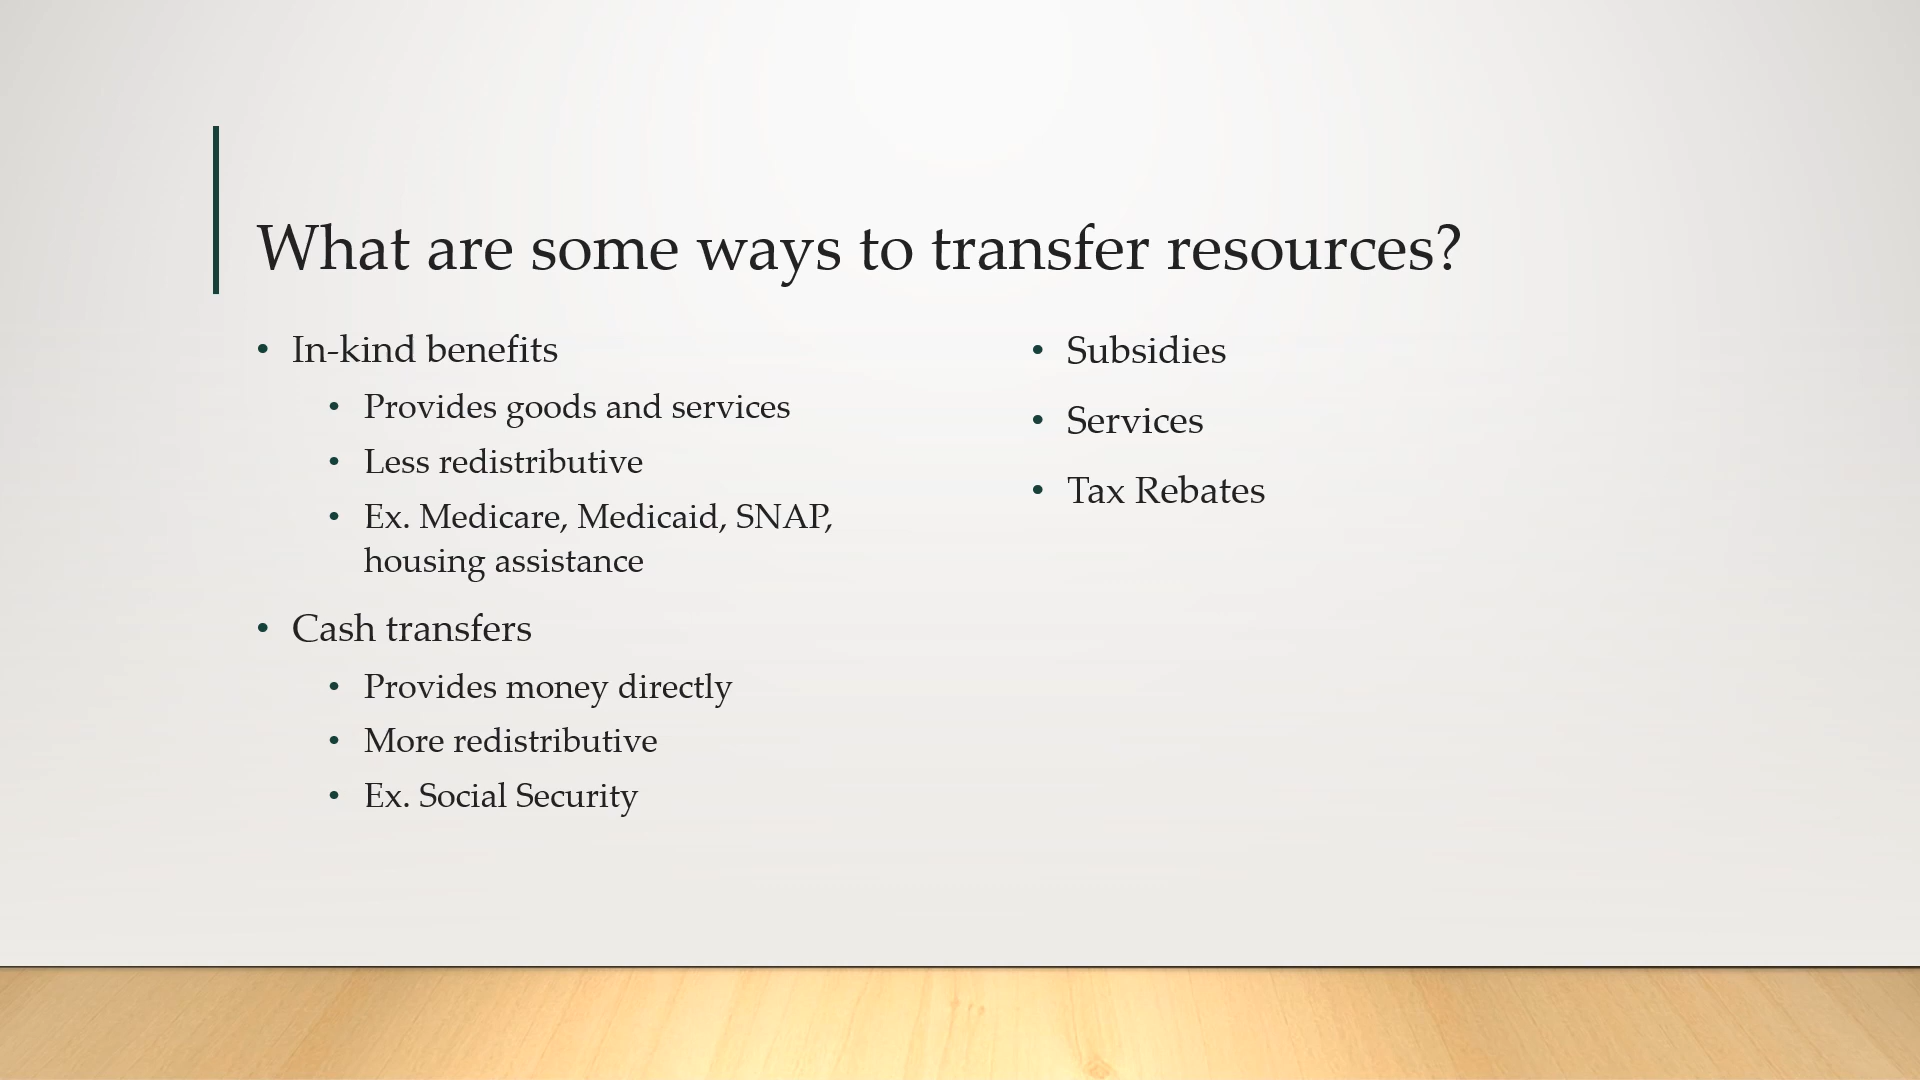 What are some ways to transfer resources?
• In-kind benefits
• Provides goods and services
• Less redistributive
• Ex. Medicare, Medicaid, SNAP,
housing assistance
• Cash transfers
• Provides money directly
• More redistributive
• Ex. Social Security
• Subsidies
• Services
• Tax Rebates